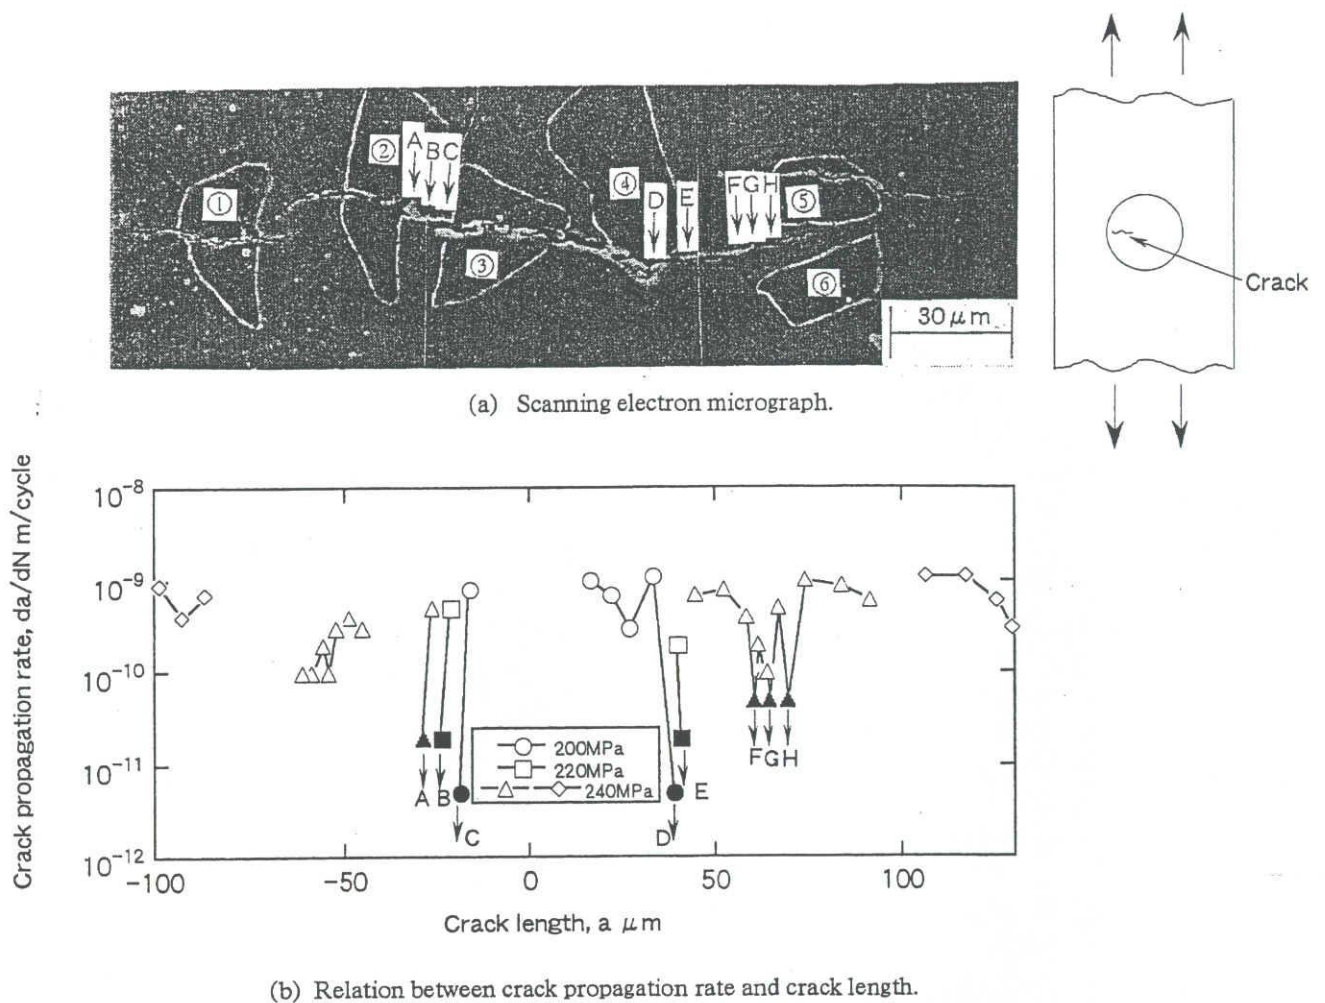 A
B
C
D
E
F
G
H
①
②
③
④
⑤
⑥
30 μm
Crack
(a) Scanning electron micrograph.
Crack propagation rate, da/dN m/cycle
10⁻⁸
10⁻⁹
10⁻¹⁰
10⁻¹¹
10⁻¹²
200MPa
220MPa
240MPa
A
B
C
D
E
F
G
H
-100
-50
0
50
100
Crack length, a μm
(b) Relation between crack propagation rate and crack length.